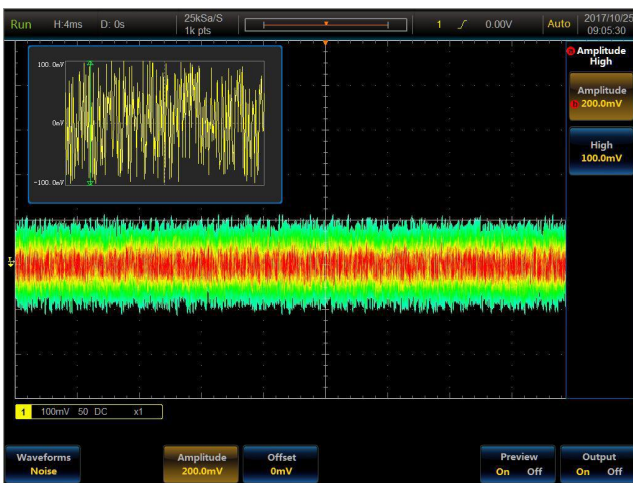 Run H:4ms D: 0s 25kSa/S 1 0.00V Auto 2017/10/25
1k pts 09:05:30
a Amplitude
High
100.0mV
Amplitude
b 200.0mV
0mV
High
100.0mV
-100.0mV
1 100mV 50 DC x1
Waveforms Amplitude Offset Preview Output
Noise 200.0mV 0mV On Off On Off